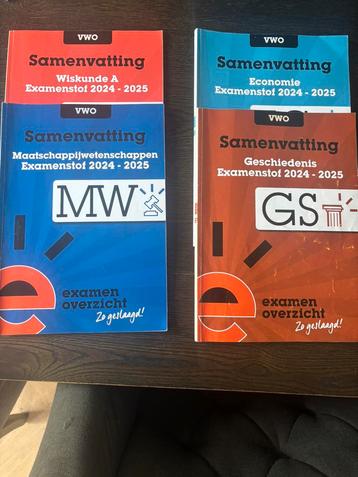 VWO
Samenvatting
Wiskunde A
Examenstof 2024 - 2025
VWO
Samenvatting
Economie
Examenstof 2024 - 2025
VWO
Samenvatting
Maatschappijwetenschappen
Examenstof 2024 - 2025
MW
examen
overzicht
Zo geslaagd!
VWO
Samenvatting
Geschiedenis
Examenstof 2024 - 2025
GS
examen
overzicht
Zo geslaagd!